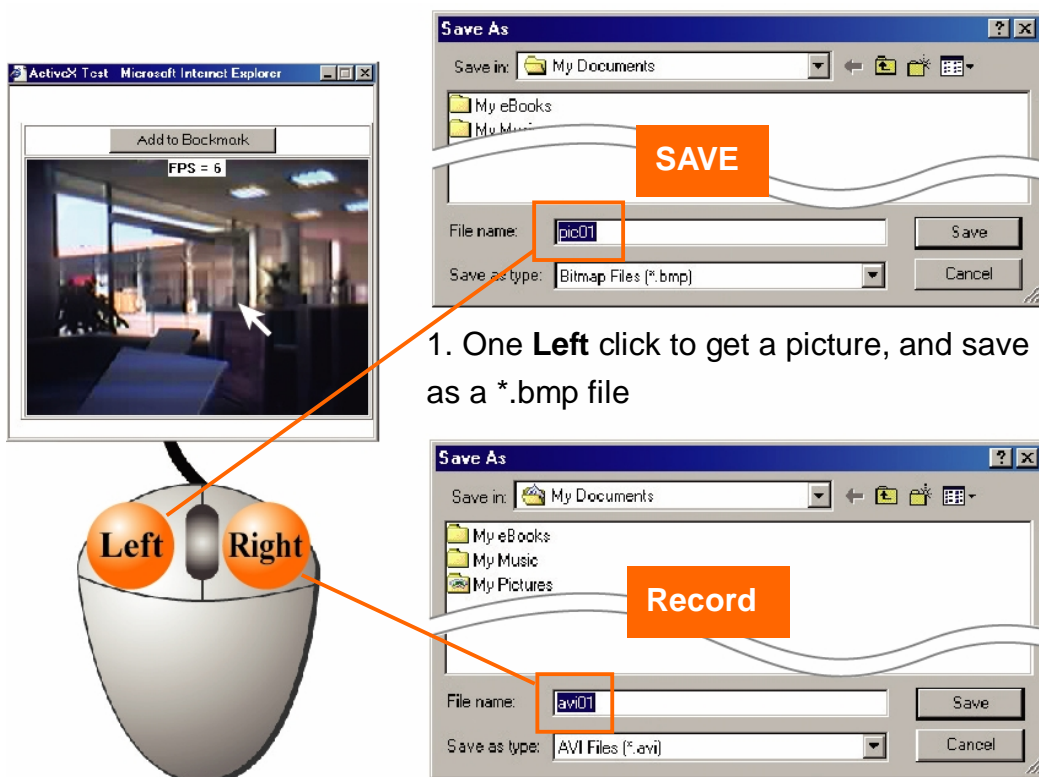 ActiveX Test Microsoft Internet Explorer
Add to Bookmark
FPS = 6
Left
Right
Save As
Save in: My Documents
My eBooks
My Music
SAVE
File name: pic01
Save
Save as type: Bitmap Files (*.bmp)
Cancel
1. One Left click to get a picture, and save
as a *.bmp file
Save As
Save in: My Documents
My eBooks
My Music
My Pictures
Record
File name: avi01
Save
Save as type: AVI Files (*.avi)
Cancel